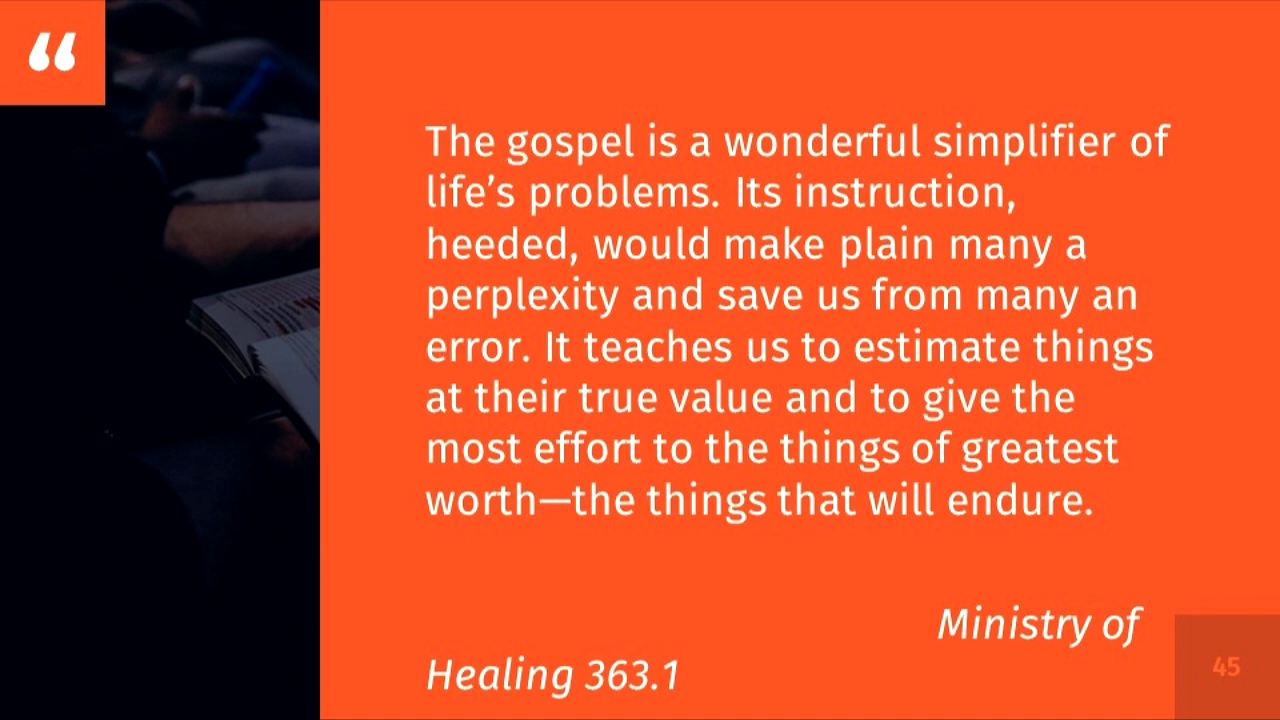 “
The gospel is a wonderful simplifier of
life’s problems. Its instruction,
heeded, would make plain many a
perplexity and save us from many an
error. It teaches us to estimate things
at their true value and to give the
most effort to the things of greatest
worth—the things that will endure.
Ministry of
Healing 363.1
45